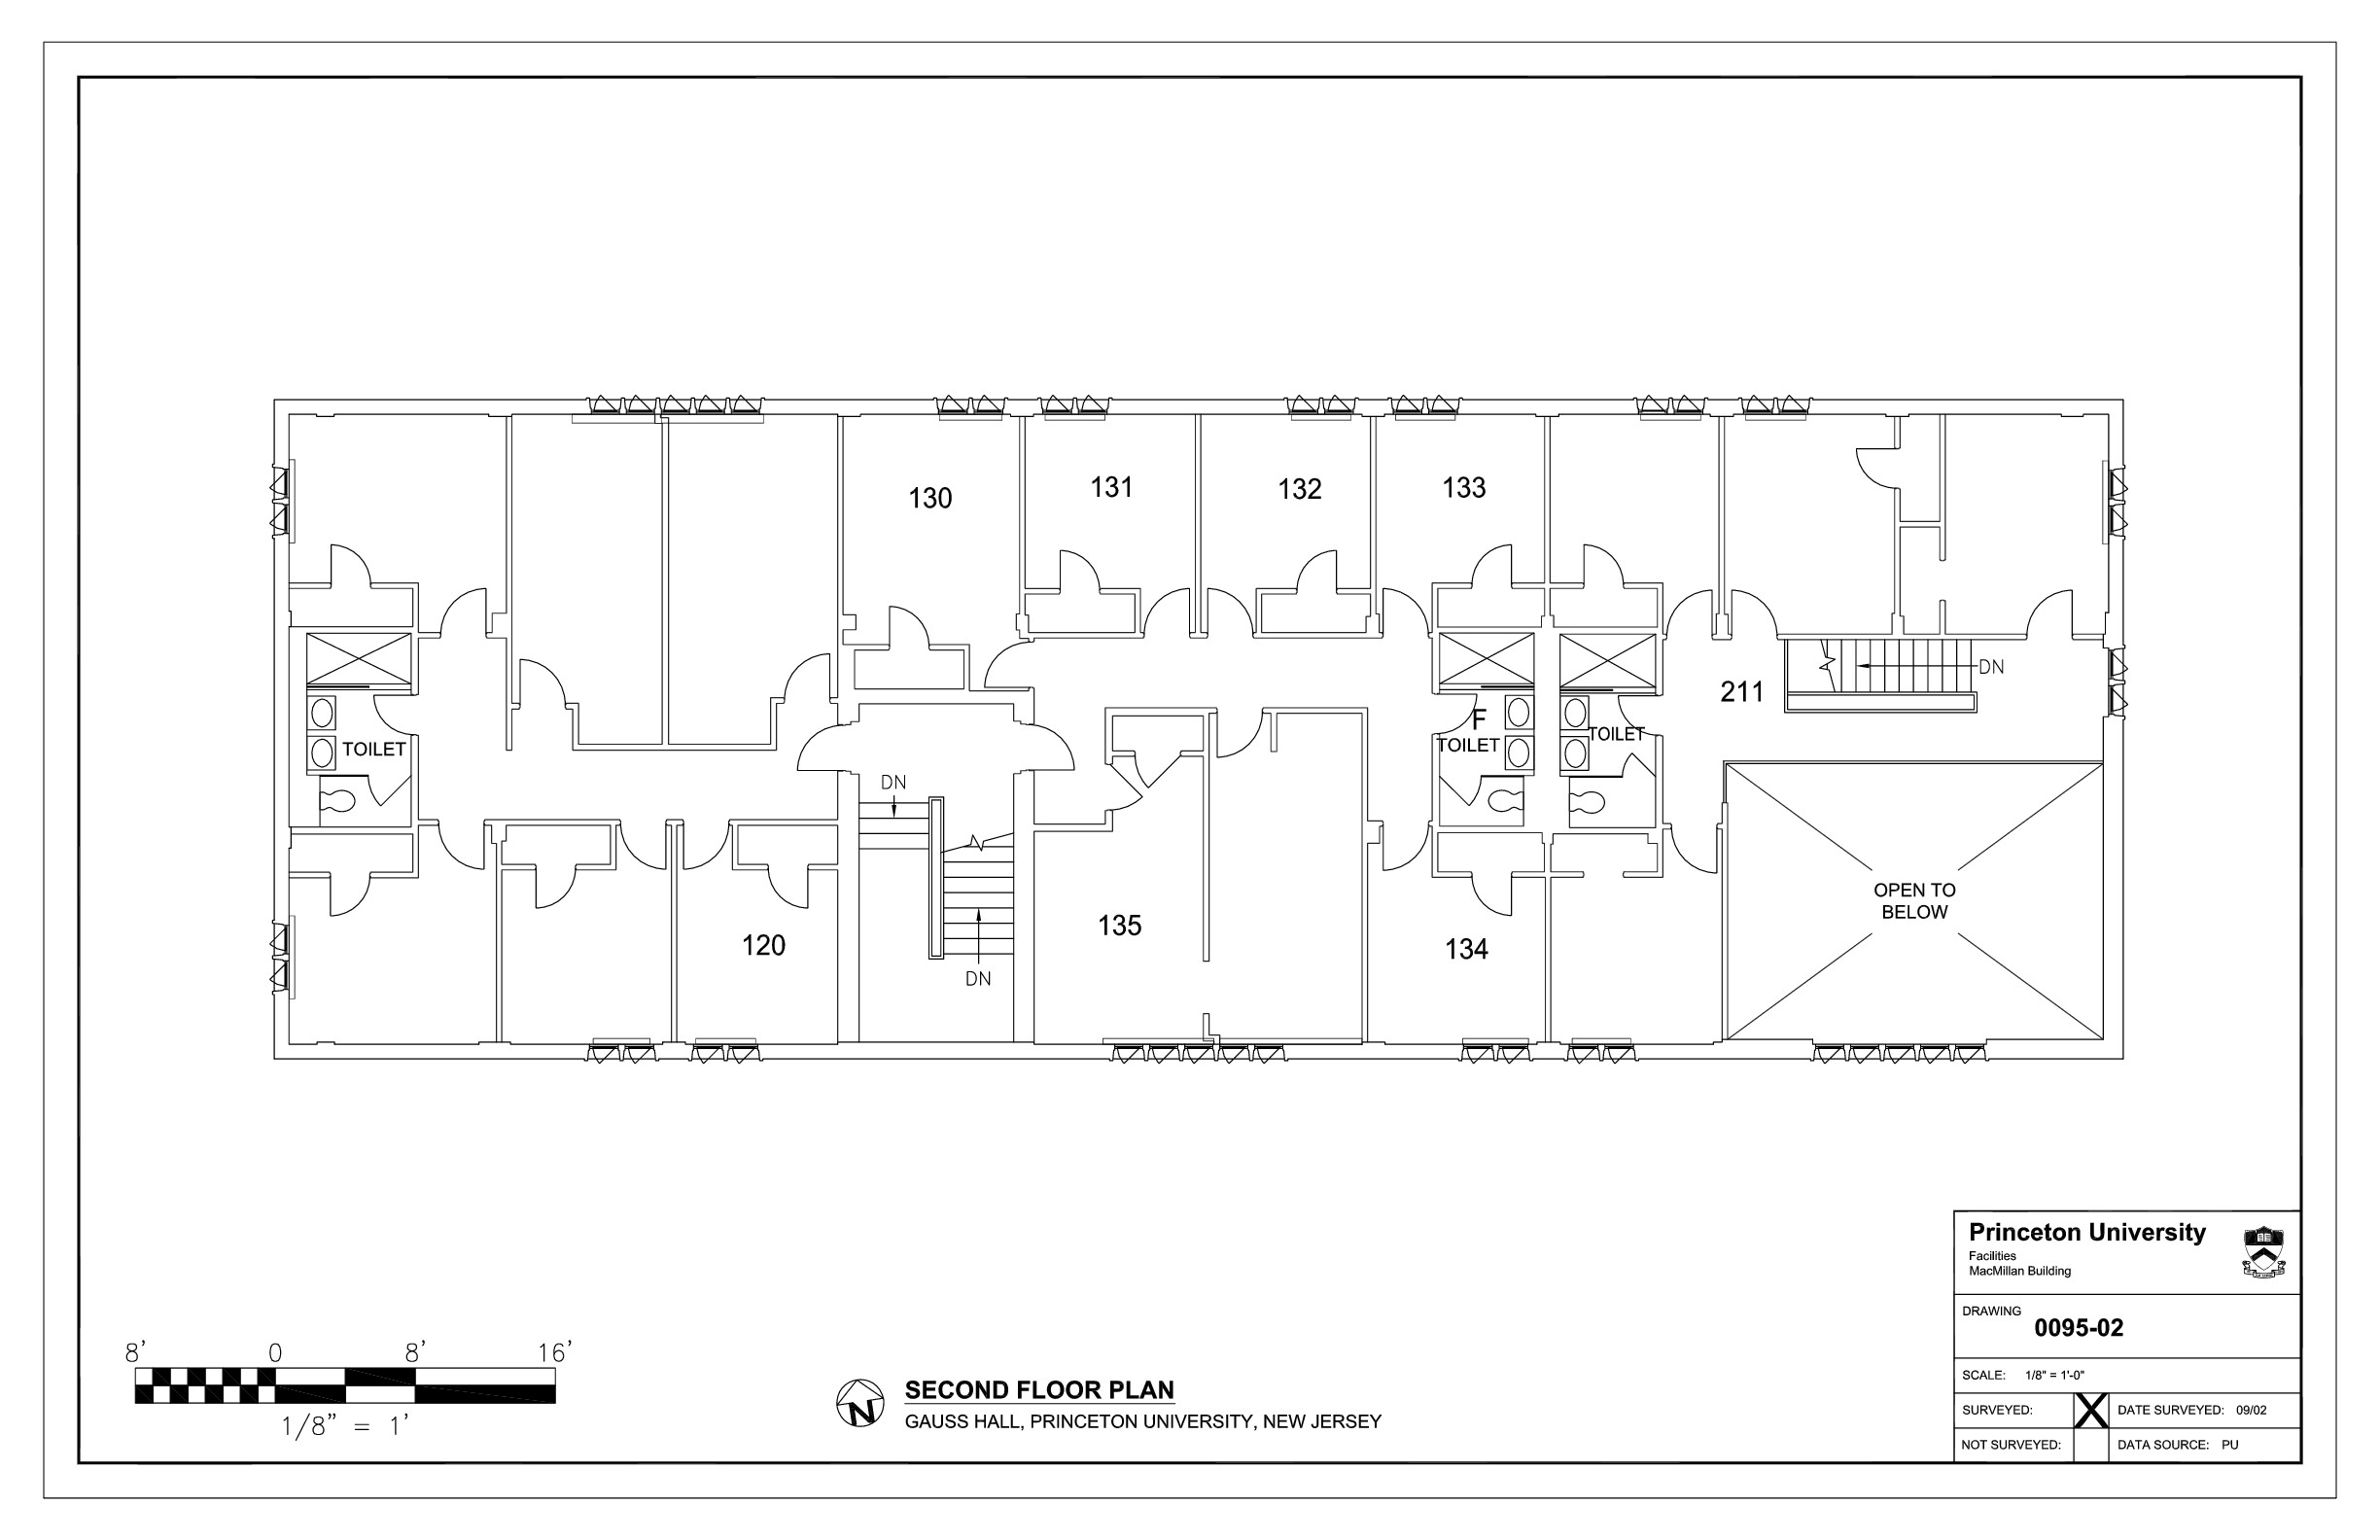 130
131
132
133
211
DN
F
TOILET
TOILET
TOILET
DN
OPEN TO
BELOW
135
120
134
DN
Princeton University
Facilities
MacMillan Building
DRAWING
0095-02
SCALE: 1/8" = 1'-0"
SURVEYED: X DATE SURVEYED: 09/02
NOT SURVEYED: DATA SOURCE: PU
8' 0 8' 16'
1/8" = 1'
N
SECOND FLOOR PLAN
GAUSS HALL, PRINCETON UNIVERSITY, NEW JERSEY